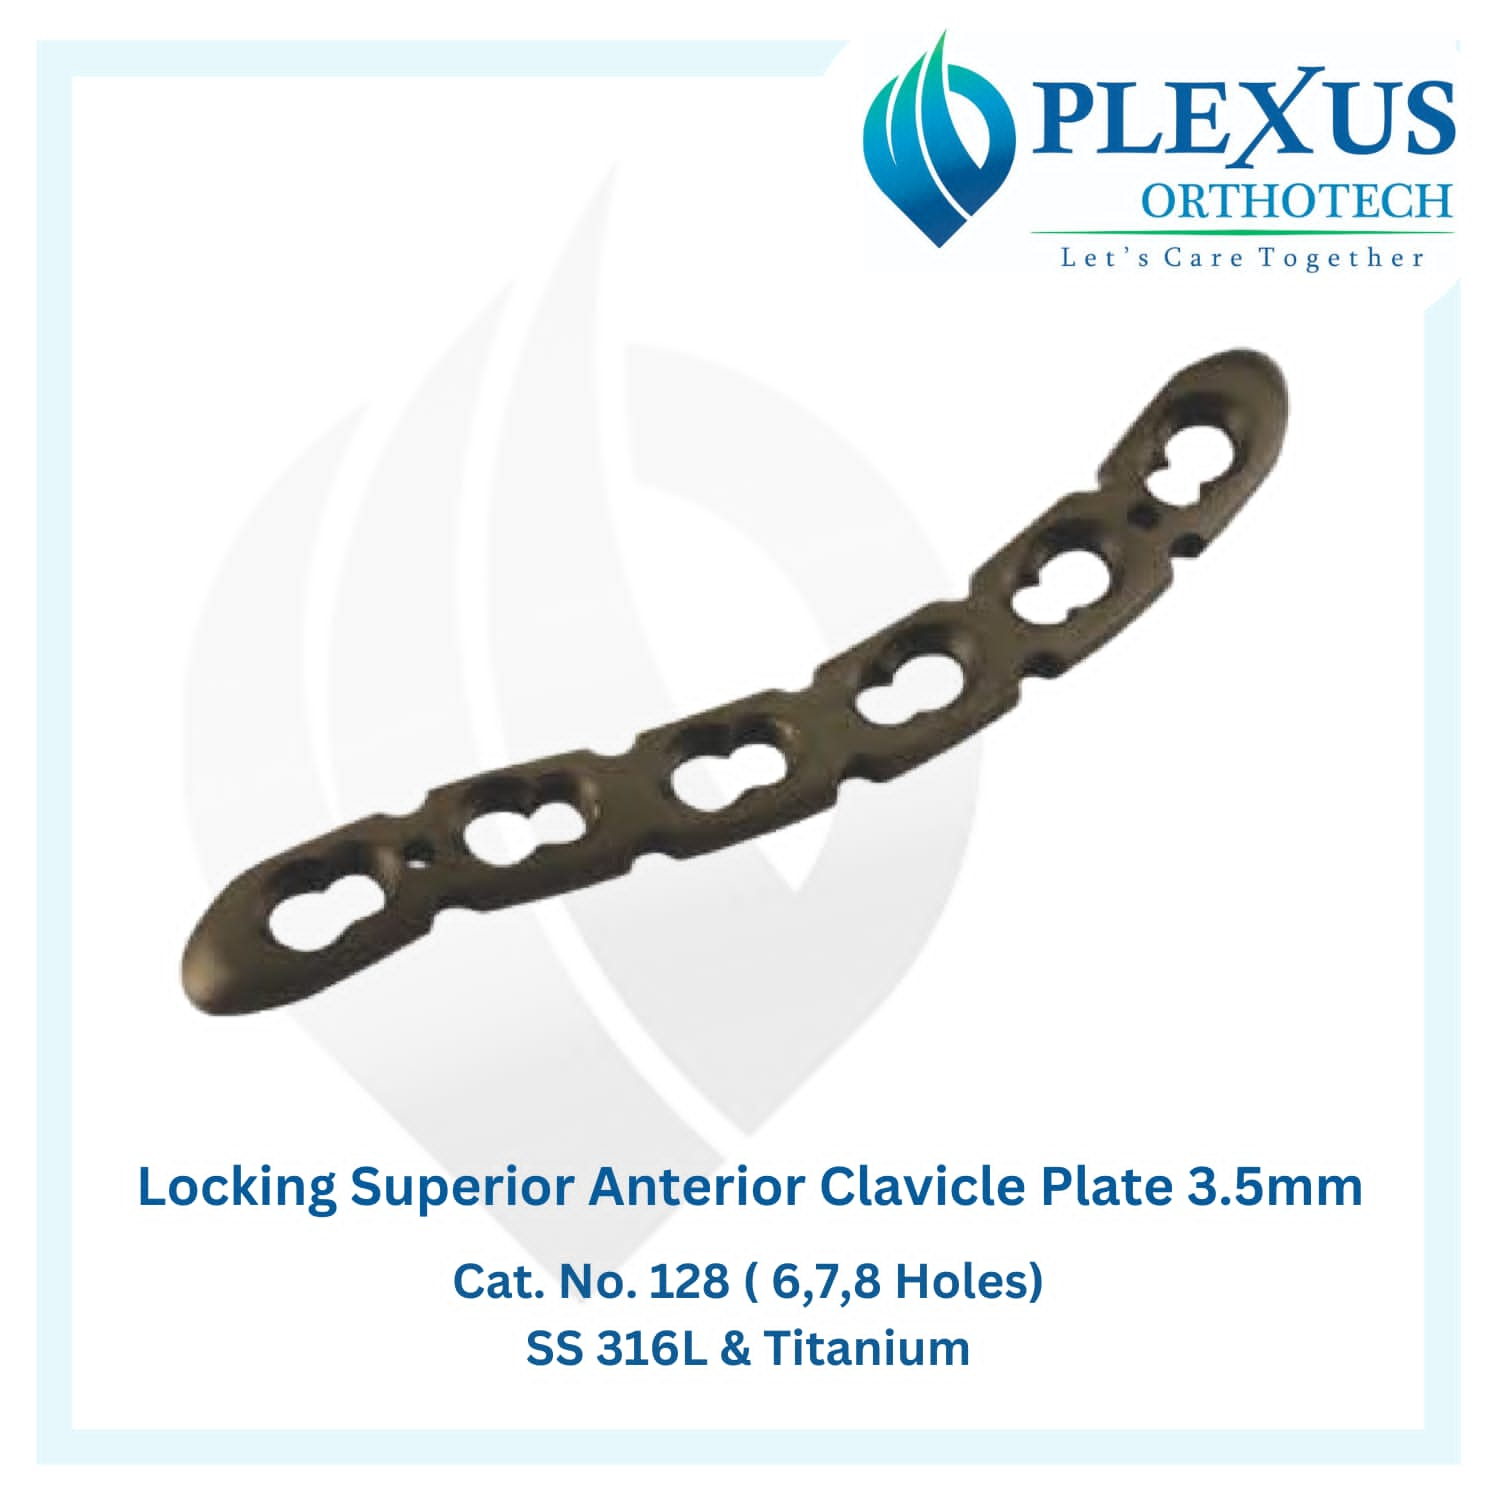 PLEXUS
ORTHOTECH
Let's Care Together
Locking Superior Anterior Clavicle Plate 3.5mm
Cat. No. 128 ( 6,7,8 Holes)
SS 316L & Titanium